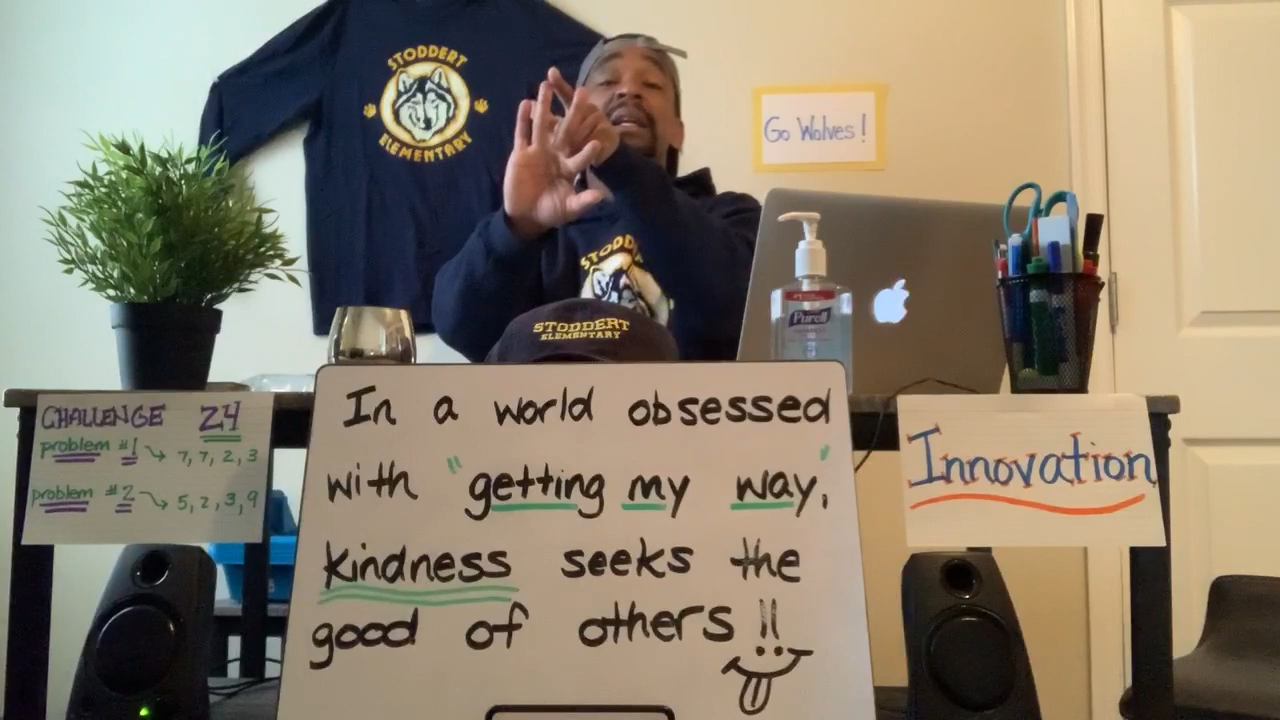 STODDERT
ELEMENTARY
Go Wolves!
STODDER
Purell
STODDERT
ELEMENTARY
CHALLENGE 24
problem #1 → 7, 7, 2, 3
problem #2 → 5, 2, 3, 9
In a world obsessed
with "getting my way,"
kindness seeks the
good of others!!
Innovation